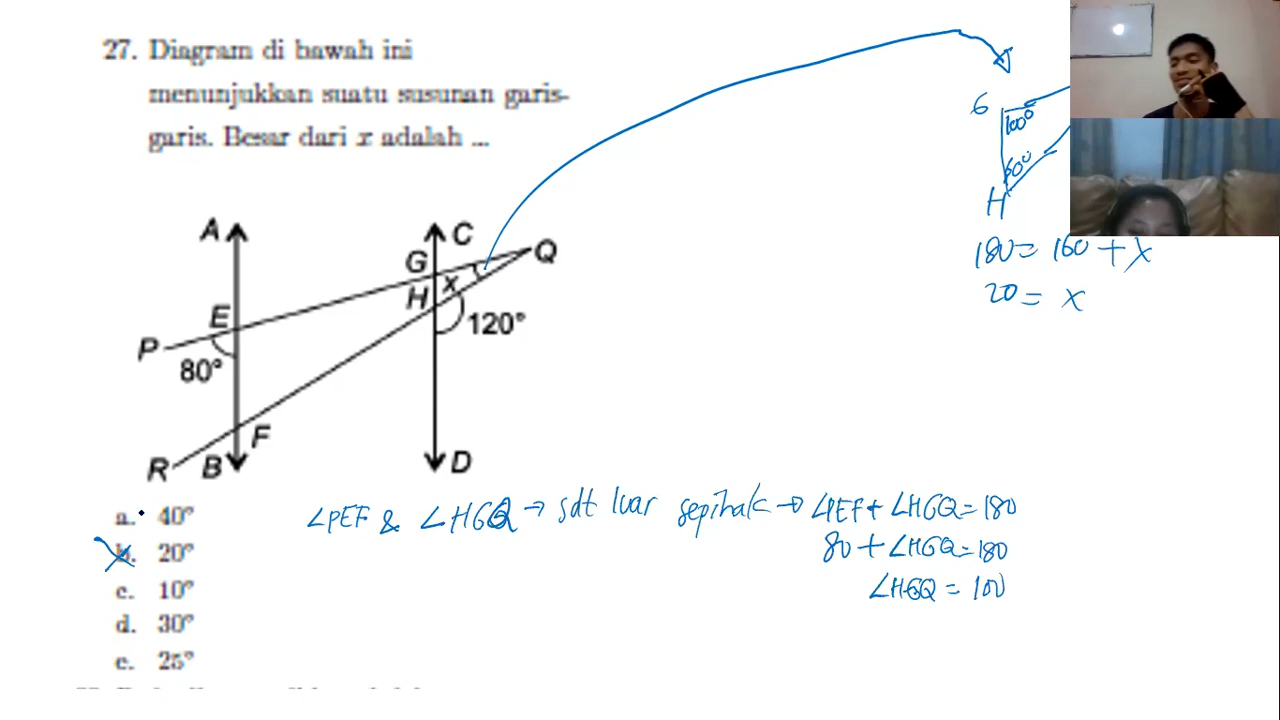 27. Diagram di bawah ini
menunjukkan suatu susunan garis-
garis. Besar dari x adalah ...
A
C
Q
G
x
H
120°
E
P
80°
F
R
B
D
a. 40°
b. 20°
c. 10°
d. 30°
e. 25°
G
100°
60°
H
180 = 160 + x
20 = x
∠PEF & ∠HGQ → sdt luar sepihak → ∠PEF + ∠HGQ = 180
80 + ∠HGQ = 180
∠HGQ = 100